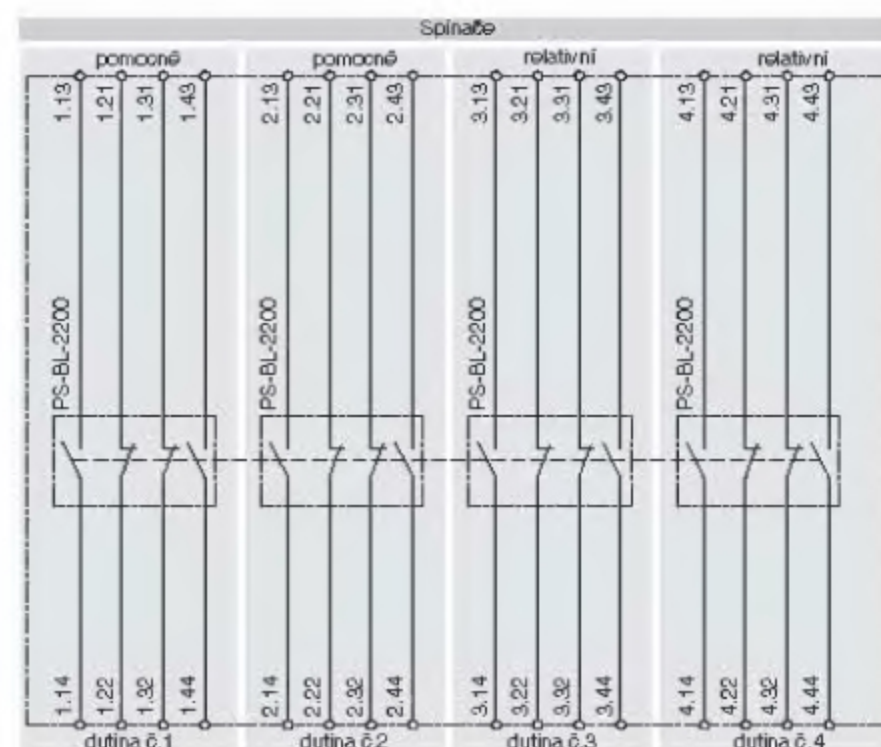 Spínače
pomocné pomocné relativní relativní
1.13 1.21 1.31 1.43 2.13 2.21 2.31 2.43 3.13 3.21 3.31 3.43 4.13 4.21 4.31 4.43
PS-BL-2200 PS-BL-2200 PS-BL-2200 PS-BL-2200
1.14 1.22 1.32 1.44 2.14 2.22 2.32 2.44 3.14 3.22 3.32 3.44 4.14 4.22 4.32 4.44
dutina č.1 dutina č.2 dutina č.3 dutina č.4